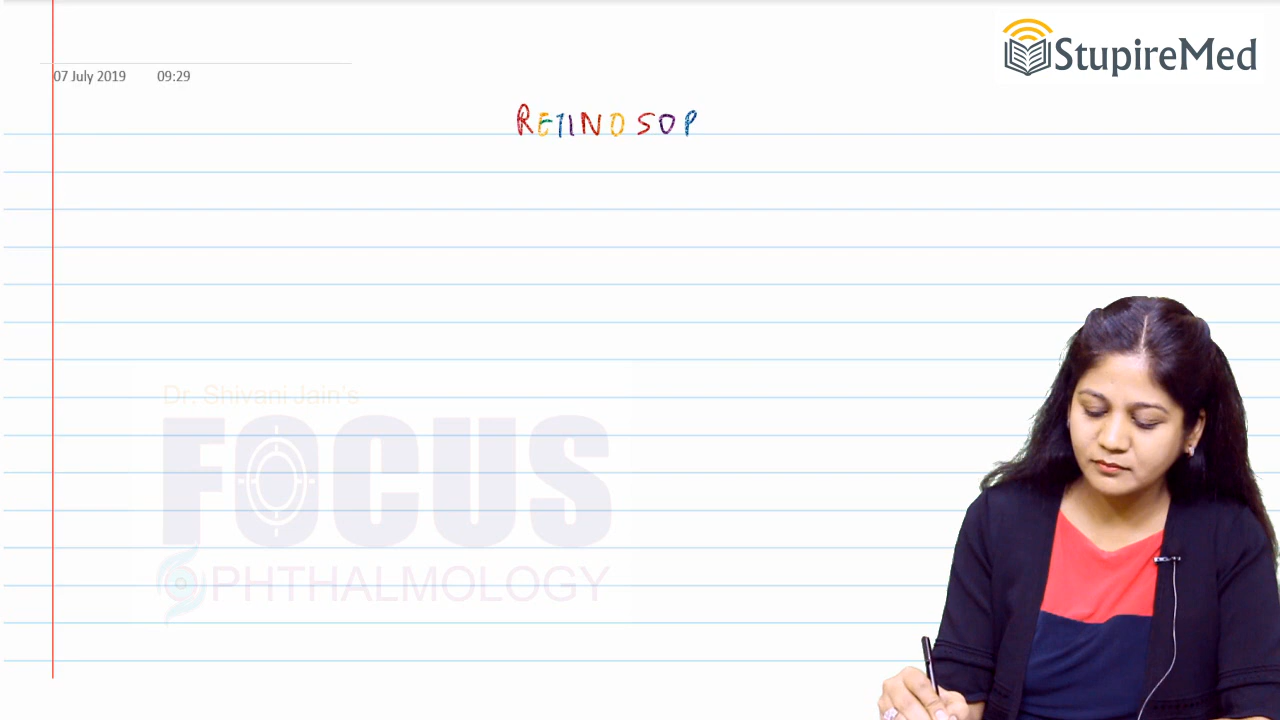 StupireMed
07 July 2019 09:29
RETINOSOP
Dr. Shivani Jain's
FOCUS
OPHTHALMOLOGY